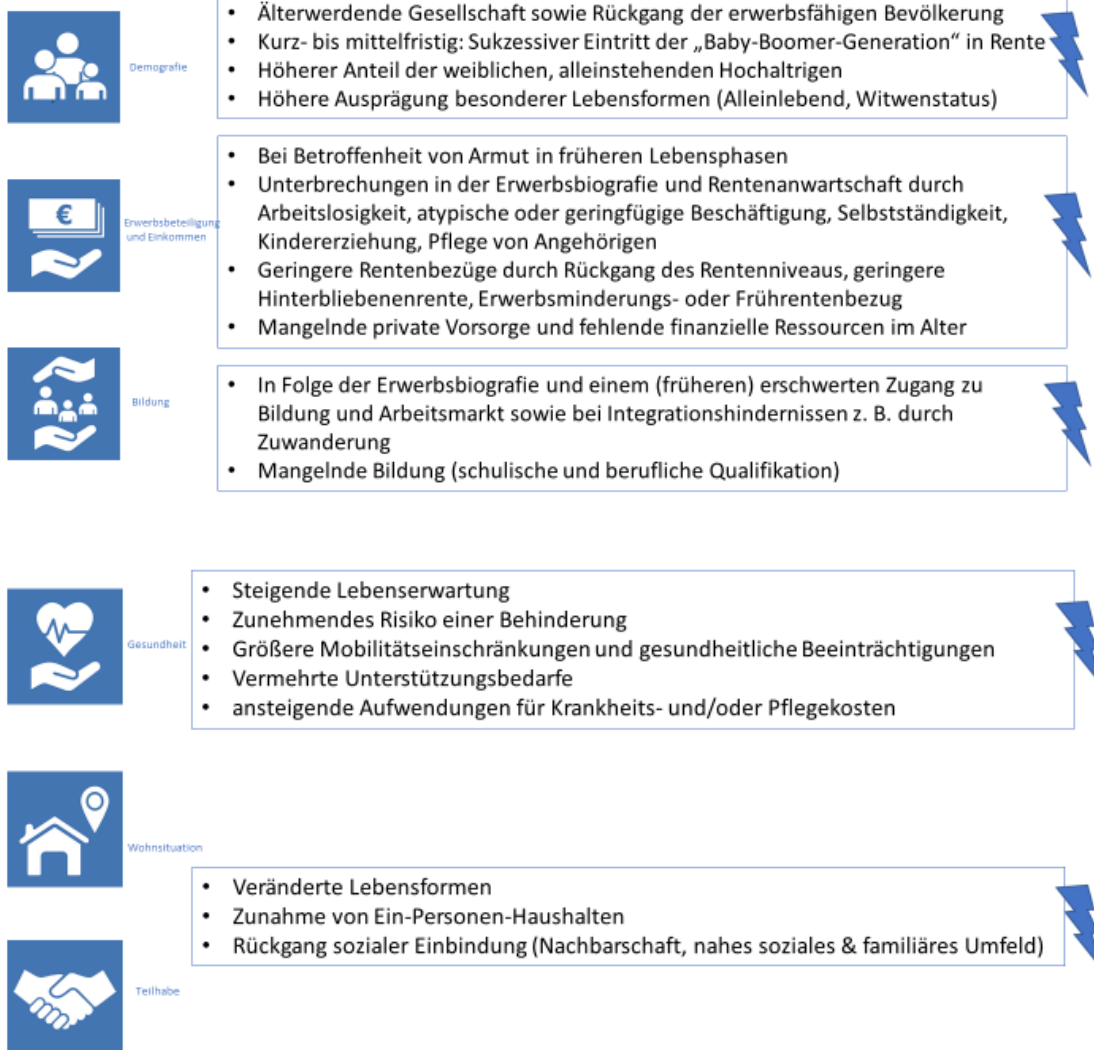 • Älterwerdende Gesellschaft sowie Rückgang der erwerbsfähigen Bevölkerung
• Kurz- bis mittelfristig: Sukzessiver Eintritt der „Baby-Boomer-Generation“ in Rente
Demografie
• Höherer Anteil der weiblichen, alleinstehenden Hochaltrigen
• Höhere Ausprägung besonderer Lebensformen (Alleinlebend, Witwenstatus)
• Bei Betroffenheit von Armut in früheren Lebensphasen
• Unterbrechungen in der Erwerbsbiografie und Rentenanwartschaft durch
Arbeitslosigkeit, atypische oder geringfügige Beschäftigung, Selbstständigkeit,
Kindererziehung, Pflege von Angehörigen
€
Erwerbsbeteiligung
und Einkommen
• Geringere Rentenbezüge durch Rückgang des Rentenniveaus, geringere
Hinterbliebenenrente, Erwerbsminderungs- oder Frührentenbezug
• Mangelnde private Vorsorge und fehlende finanzielle Ressourcen im Alter
Bildung
• In Folge der Erwerbsbiografie und einem (früheren) erschwerten Zugang zu
Bildung und Arbeitsmarkt sowie bei Integrationshindernissen z. B. durch
Zuwanderung
• Mangelnde Bildung (schulische und berufliche Qualifikation)
• Steigende Lebenserwartung
• Zunehmendes Risiko einer Behinderung
Gesundheit
• Größere Mobilitätseinschränkungen und gesundheitliche Beeinträchtigungen
• Vermehrte Unterstützungsbedarfe
• ansteigende Aufwendungen für Krankheits- und/oder Pflegekosten
Wohnsituation
• Veränderte Lebensformen
• Zunahme von Ein-Personen-Haushalten
• Rückgang sozialer Einbindung (Nachbarschaft, nahes soziales & familiäres Umfeld)
Teilhabe